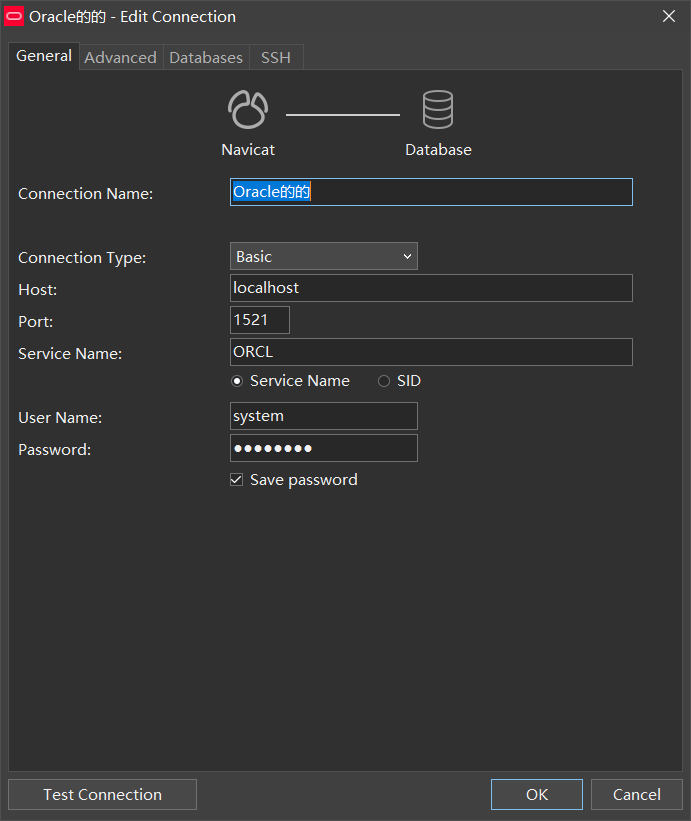 Oracle的的 - Edit Connection
General Advanced Databases SSH
Navicat Database
Connection Name: Oracle的的
Connection Type: Basic
Host: localhost
Port: 1521
Service Name: ORCL
Service Name SID
User Name: system
Password: ●●●●●●●●
Save password
Test Connection OK Cancel